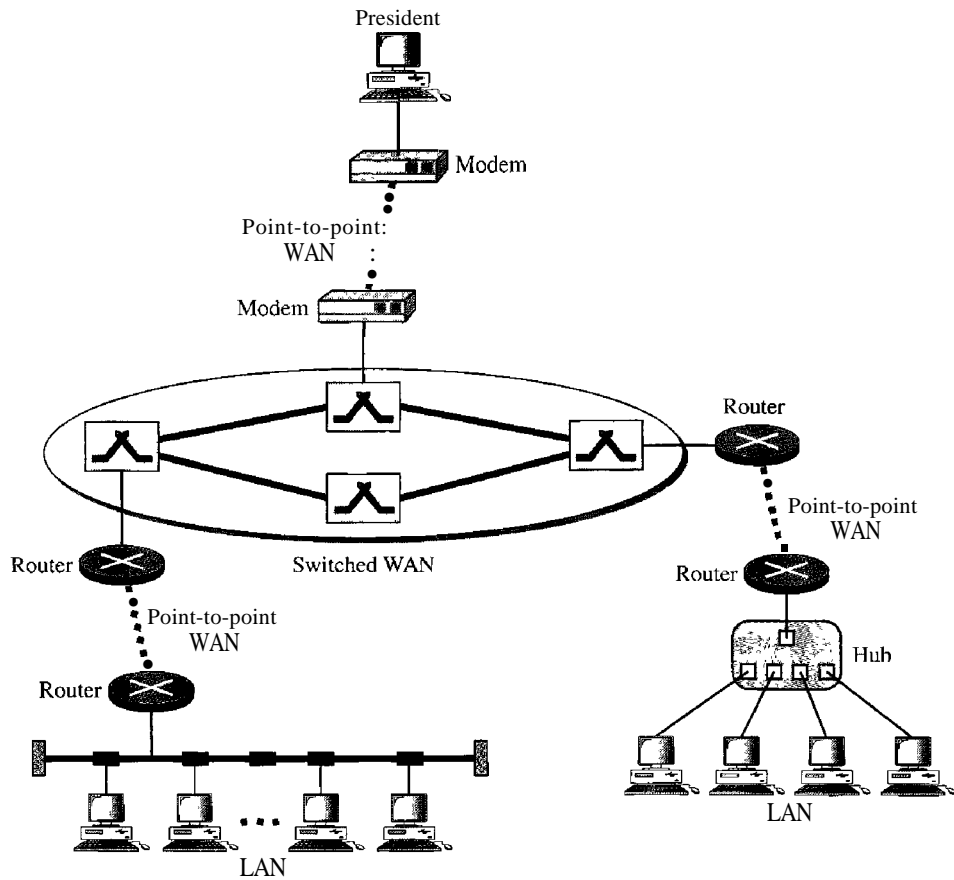 President
Modem
Point-to-point:
WAN
Modem
Router
Point-to-point
WAN
Router
Switched WAN
Router
Point-to-point
WAN
Hub
Router
LAN
LAN